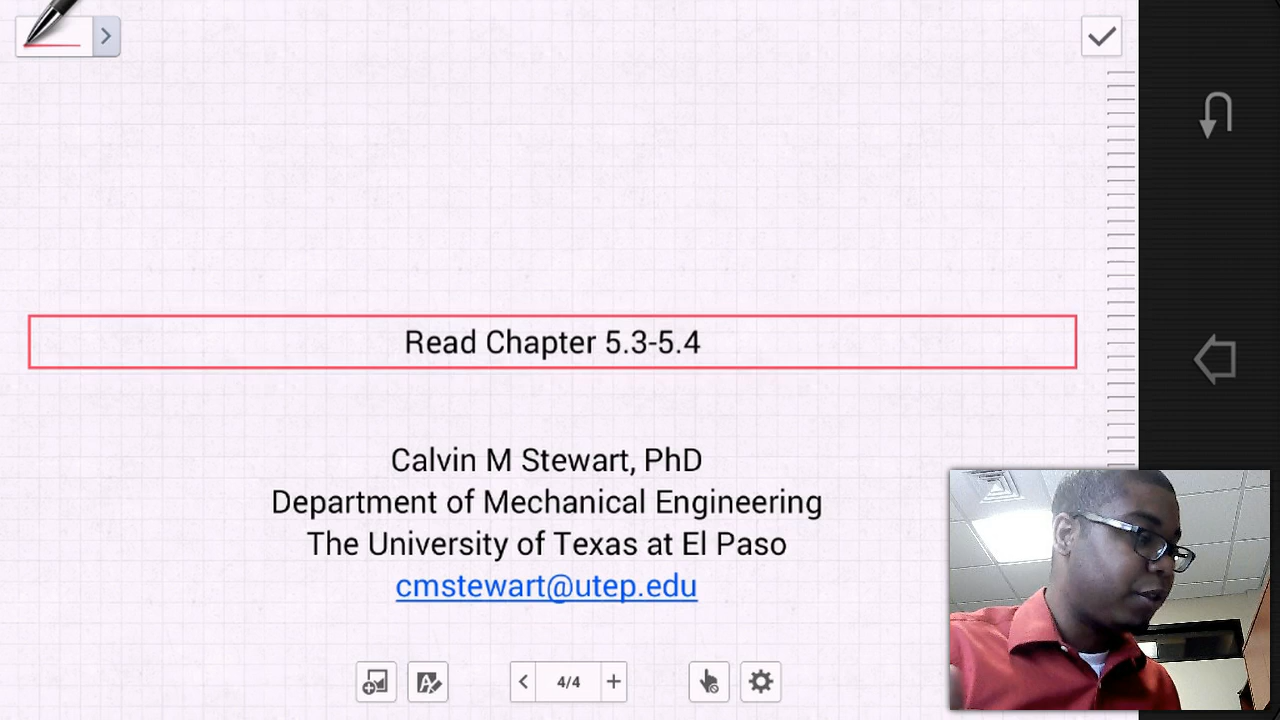 Read Chapter 5.3-5.4
Calvin M Stewart, PhD
Department of Mechanical Engineering
The University of Texas at El Paso
cmstewart@utep.edu
4/4